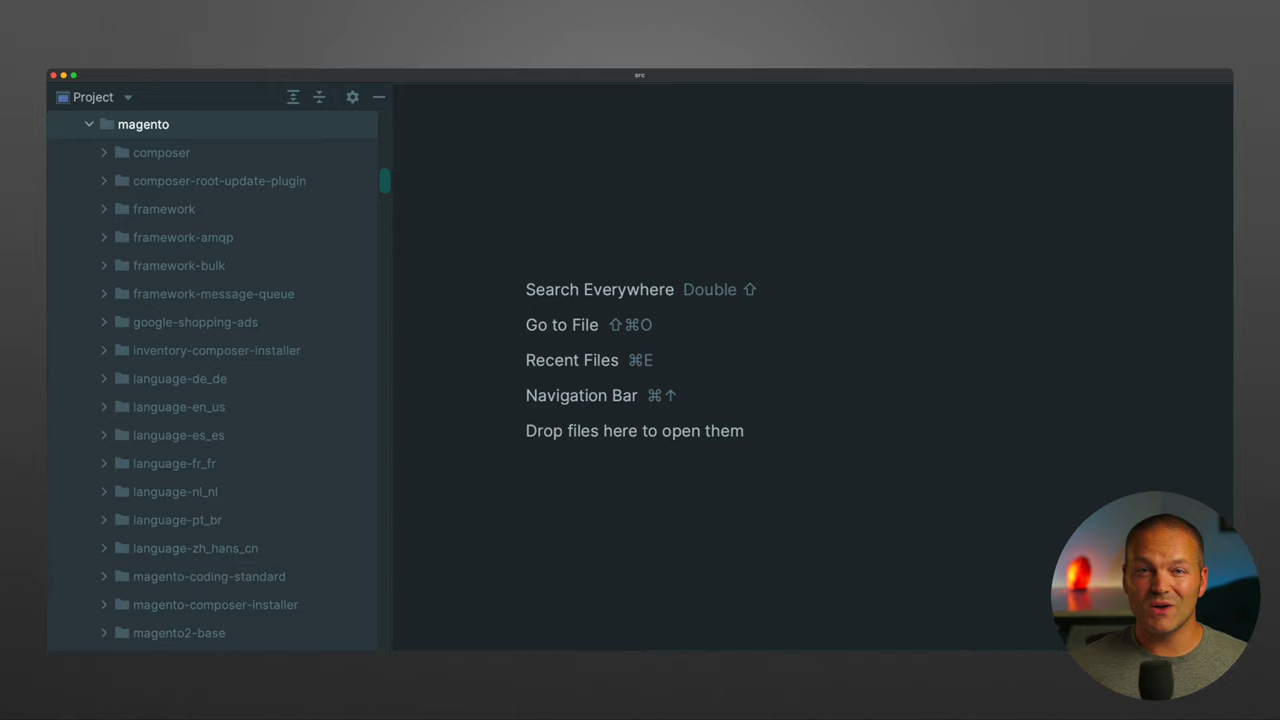 src
Project
magento
composer
composer-root-update-plugin
framework
framework-amqp
framework-bulk
framework-message-queue
google-shopping-ads
inventory-composer-installer
language-de_de
language-en_us
language-es_es
language-fr_fr
language-nl_nl
language-pt_br
language-zh_hans_cn
magento-coding-standard
magento-composer-installer
magento2-base
Search Everywhere Double ⇧
Go to File ⇧⌘O
Recent Files ⌘E
Navigation Bar ⌘↑
Drop files here to open them